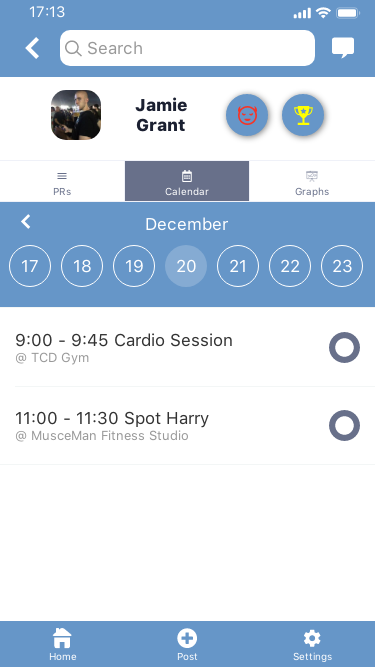 17:13
Search
Jamie
Grant
PRs
Calendar
Graphs
December
17 18 19 20 21 22 23
9:00 - 9:45 Cardio Session
@ TCD Gym
11:00 - 11:30 Spot Harry
@ MusceMan Fitness Studio
Home
Post
Settings